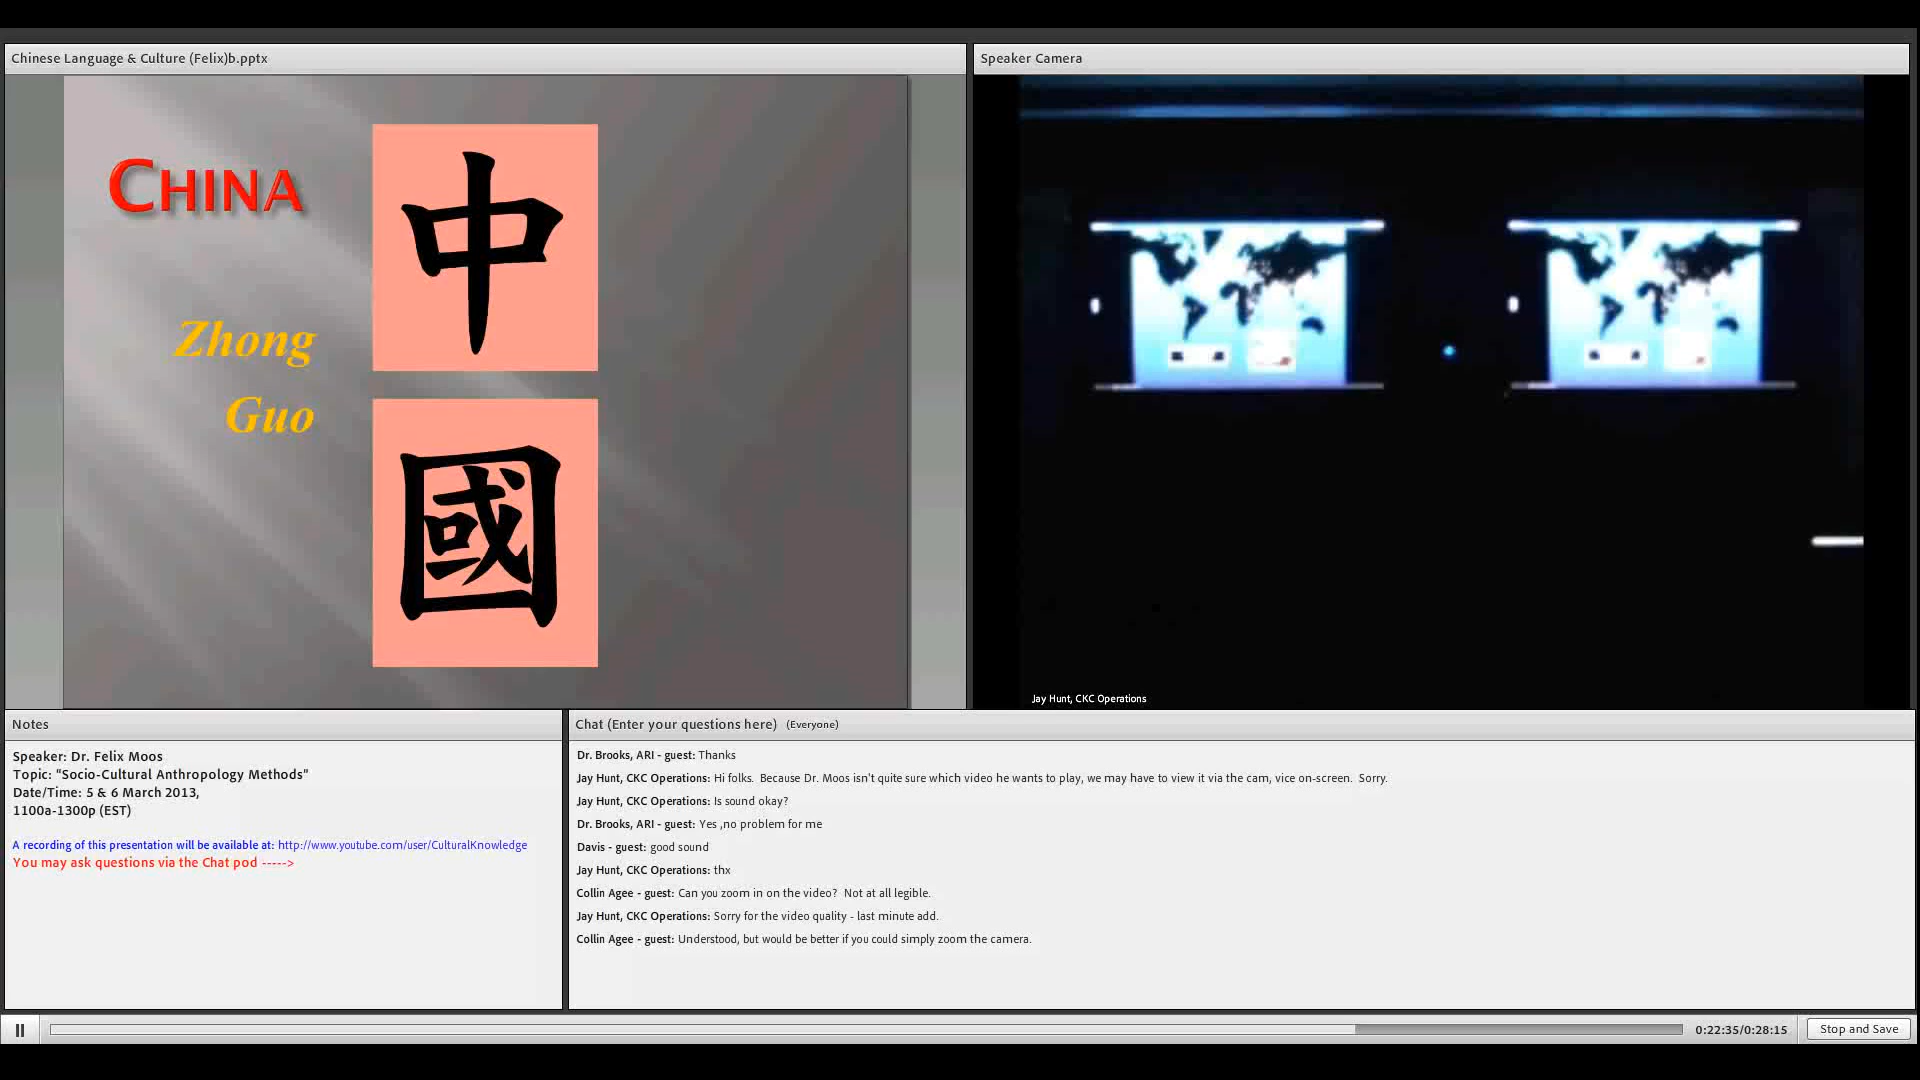 Chinese Language & Culture (Felix)b.pptx
CHINA
中
Zhong
Guo
國
Speaker Camera
Jay Hunt, CKC Operations
Notes
Speaker: Dr. Felix Moos
Topic: "Socio-Cultural Anthropology Methods"
Date/Time: 5 & 6 March 2013,
1100a-1300p (EST)
A recording of this presentation will be available at: http://www.youtube.com/user/CulturalKnowledge
You may ask questions via the Chat pod ----->
Chat (Enter your questions here) (Everyone)
Dr. Brooks, ARI - guest: Thanks
Jay Hunt, CKC Operations: Hi folks. Because Dr. Moos isn't quite sure which video he wants to play, we may have to view it via the cam, vice on-screen. Sorry.
Jay Hunt, CKC Operations: Is sound okay?
Dr. Brooks, ARI - guest: Yes ,no problem for me
Davis - guest: good sound
Jay Hunt, CKC Operations: thx
Collin Agee - guest: Can you zoom in on the video? Not at all legible.
Jay Hunt, CKC Operations: Sorry for the video quality - last minute add.
Collin Agee - guest: Understood, but would be better if you could simply zoom the camera.
0:22:35/0:28:15
Stop and Save